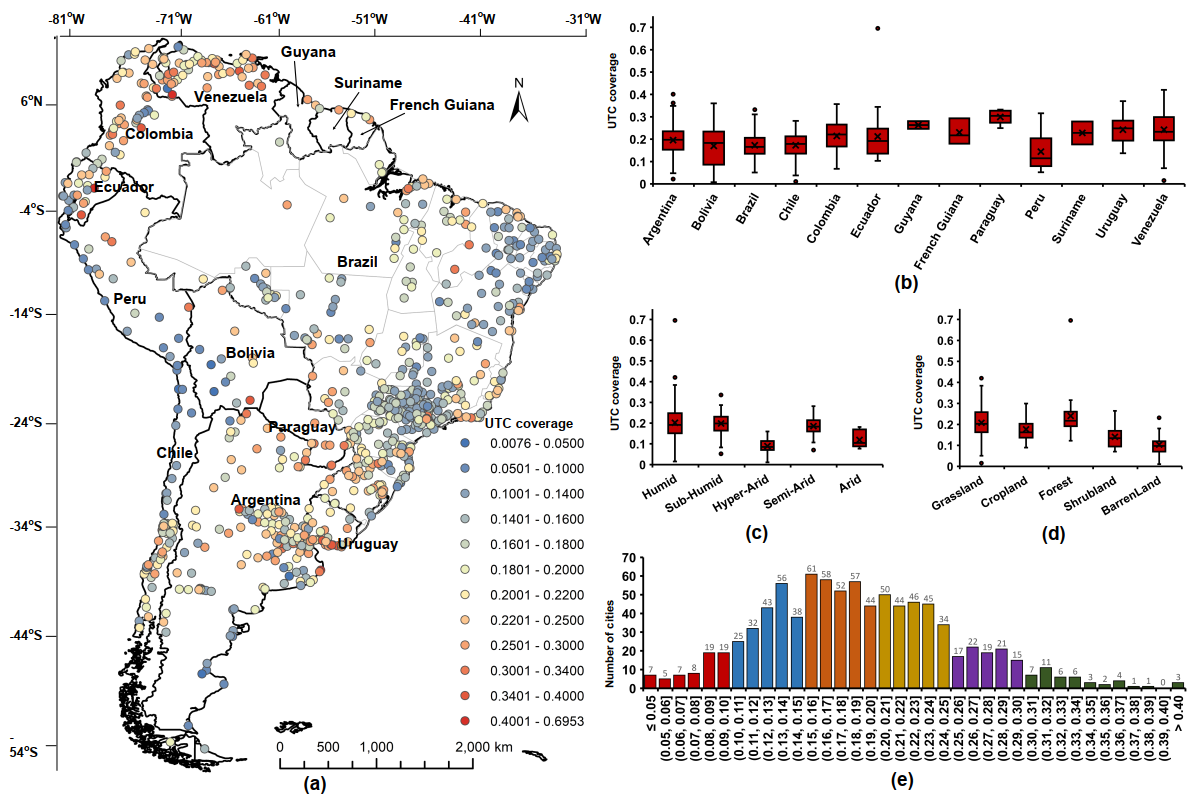 -81°W -71°W -61°W -51°W -41°W -31°W
6°N
-4°S
-14°S
-24°S
-34°S
-44°S
-
54°S
Guyana
Suriname
French Guiana
Venezuela
Colombia
Ecuador
Brazil
Peru
Bolivia
Paraguay
Chile
Argentina
Uruguay
N
UTC coverage
0.0076 - 0.0500
0.0501 - 0.1000
0.1001 - 0.1400
0.1401 - 0.1600
0.1601 - 0.1800
0.1801 - 0.2000
0.2001 - 0.2200
0.2201 - 0.2500
0.2501 - 0.3000
0.3001 - 0.3400
0.3401 - 0.4000
0.4001 - 0.6953
0 500 1,000 2,000 km
(a)
UTC coverage
0.7
0.6
0.5
0.4
0.3
0.2
0.1
0
Argentina
Bolivia
Brazil
Chile
Colombia
Ecuador
Guyana
French Guiana
Paraguay
Peru
Suriname
Uruguay
Venezuela
(b)
UTC coverage
0.7
0.6
0.5
0.4
0.3
0.2
0.1
0
Humid
Sub-Humid
Hyper-Arid
Semi-Arid
Arid
(c)
UTC coverage
0.7
0.6
0.5
0.4
0.3
0.2
0.1
0
Grassland
Cropland
Forest
Shrubland
BarrenLand
(d)
Number of cities
70
60
50
40
30
20
10
0
7 5 7 8 19 19 25 32 43 56 38 61 58 52 57 44 50 44 46 45 34 17 22 19 21 15 7 11 6 6 3 2 4 1 1 0 3
≤ 0.05
(0.05, 0.06]
(0.06, 0.07]
(0.07, 0.08]
(0.08, 0.09]
(0.09, 0.10]
(0.10, 0.11]
(0.11, 0.12]
(0.12, 0.13]
(0.13, 0.14]
(0.14, 0.15]
(0.15, 0.16]
(0.16, 0.17]
(0.17, 0.18]
(0.18, 0.19]
(0.19, 0.20]
(0.20, 0.21]
(0.21, 0.22]
(0.22, 0.23]
(0.23, 0.24]
(0.24, 0.25]
(0.25, 0.26]
(0.26, 0.27]
(0.27, 0.28]
(0.28, 0.29]
(0.29, 0.30]
(0.30, 0.31]
(0.31, 0.32]
(0.32, 0.33]
(0.33, 0.34]
(0.34, 0.35]
(0.35, 0.36]
(0.36, 0.37]
(0.37, 0.38]
(0.38, 0.39]
(0.39, 0.40]
> 0.40
(e)